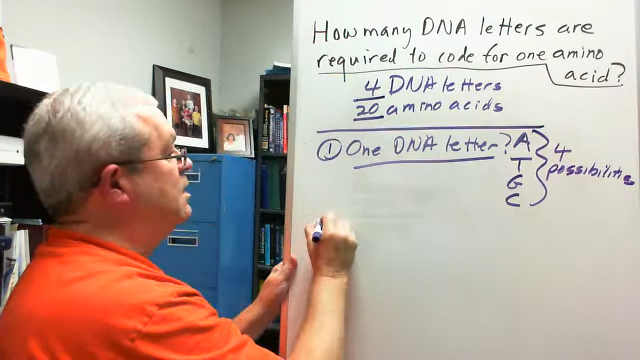 How many DNA letters are
required to code for one amino
acid?
4 DNA letters
20 amino acids
① One DNA letter? A
T
G
C
4
possibilities